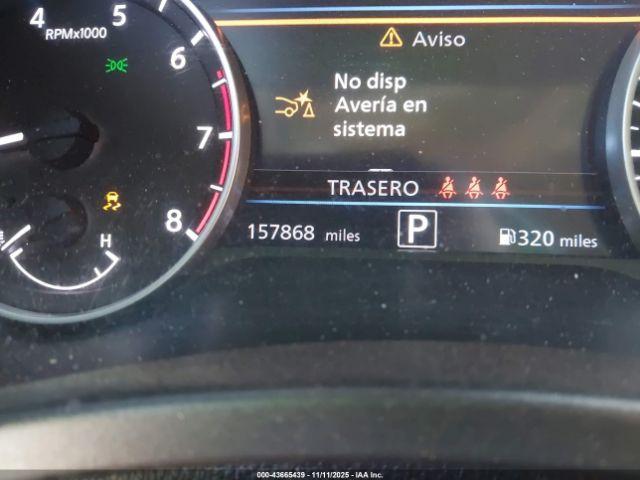 4 5 6 7 8
RPMx1000
H
Aviso
No disp
Avería en
sistema
TRASERO
157868 miles
P
320 miles
000-43665439 - 11/11/2025 - IAA Inc.